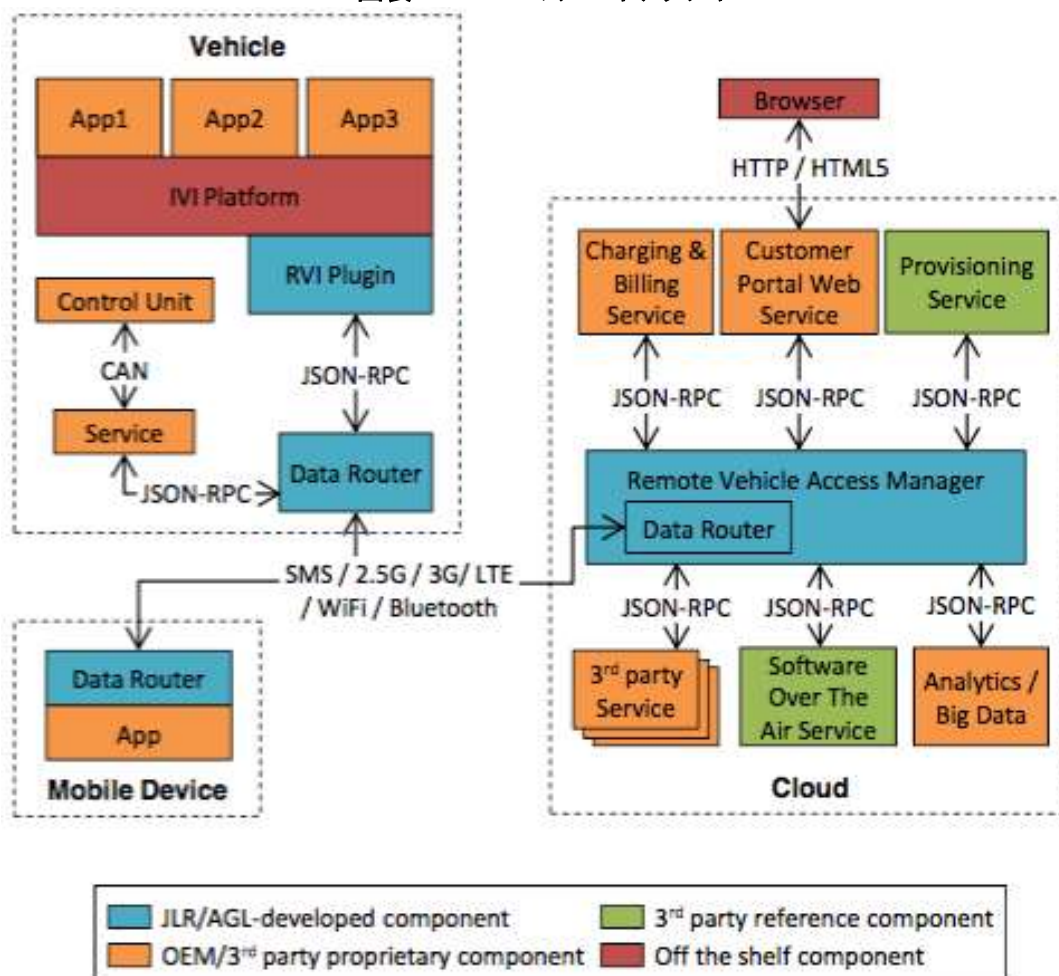 Vehicle
App1
App2
App3
IVI Platform
RVI Plugin
Control Unit
CAN
JSON-RPC
Service
Data Router
JSON-RPC
SMS / 2.5G / 3G/ LTE
/ WiFi / Bluetooth
Data Router
App
Mobile Device
Browser
HTTP / HTML5
Charging &
Billing
Service
Customer
Portal Web
Service
Provisioning
Service
JSON-RPC
JSON-RPC
JSON-RPC
Remote Vehicle Access Manager
Data Router
JSON-RPC
JSON-RPC
JSON-RPC
3rd party
Service
Software
Over The
Air Service
Analytics /
Big Data
Cloud
JLR/AGL-developed component
3rd party reference component
OEM/3rd party proprietary component
Off the shelf component